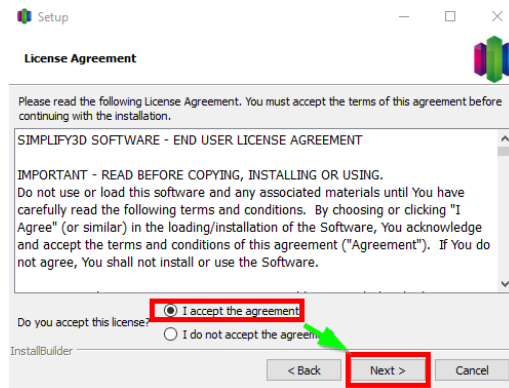 Setup
License Agreement
Please read the following License Agreement. You must accept the terms of this agreement before
continuing with the installation.
SIMPLIFY3D SOFTWARE - END USER LICENSE AGREEMENT
IMPORTANT - READ BEFORE COPYING, INSTALLING OR USING.
Do not use or load this software and any associated materials until You have
carefully read the following terms and conditions.  By choosing or clicking "I
Agree" (or similar) in the loading/installation of the Software, You acknowledge
and accept the terms and conditions of this agreement ("Agreement").  If You do
not agree, You shall not install or use the Software.
Do you accept this license?
I accept the agreement
I do not accept the
InstallBuilder
< Back
Next >
Cancel